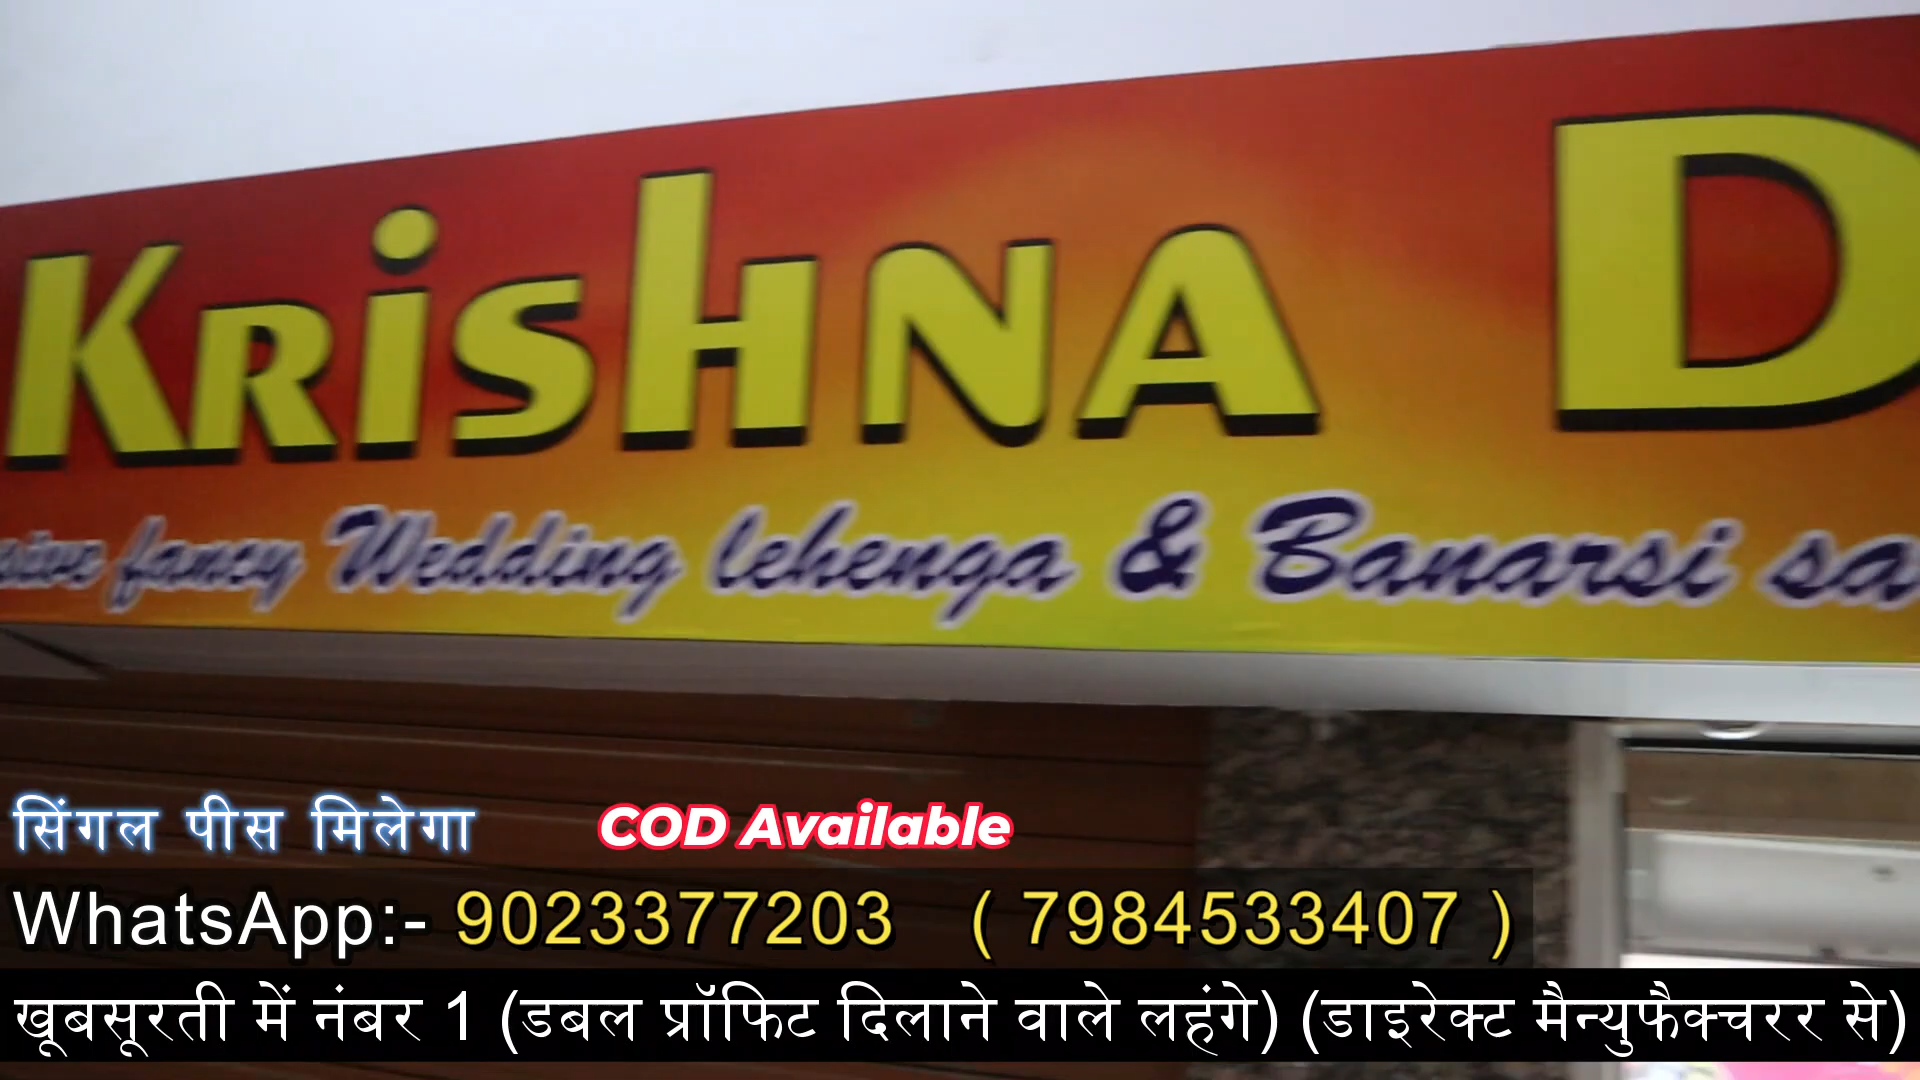 KRiSHNA D
fancy Wedding lehenga & Banarsi sa
सिंगल पीस मिलेगा COD Available
WhatsApp:- 9023377203 ( 7984533407 )
खूबसूरती में नंबर 1 (डबल प्रॉफिट दिलाने वाले लहंगे) (डाइरेक्ट मैन्युफैक्चरर से)